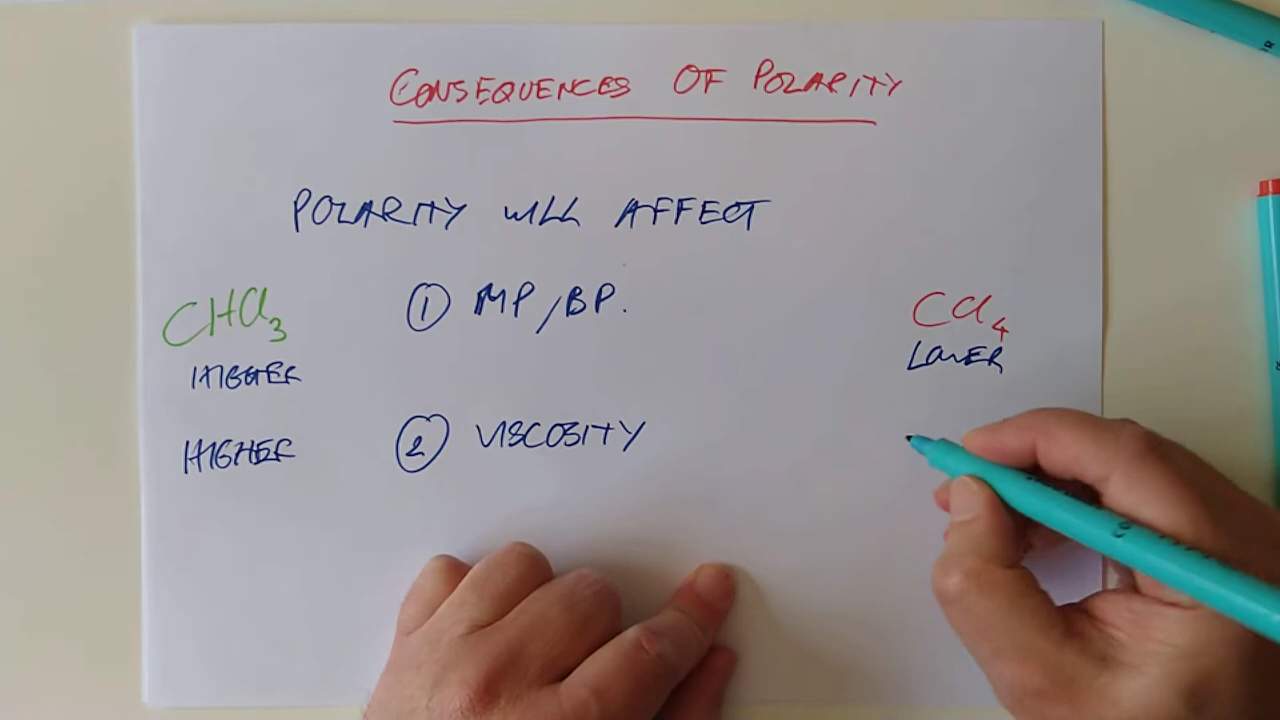 CONSEQUENCES OF POLARITY
POLARITY WILL AFFECT
CHCl3 ① MP/BP. CCl4
HIGHER LOWER
HIGHER ② VISCOSITY